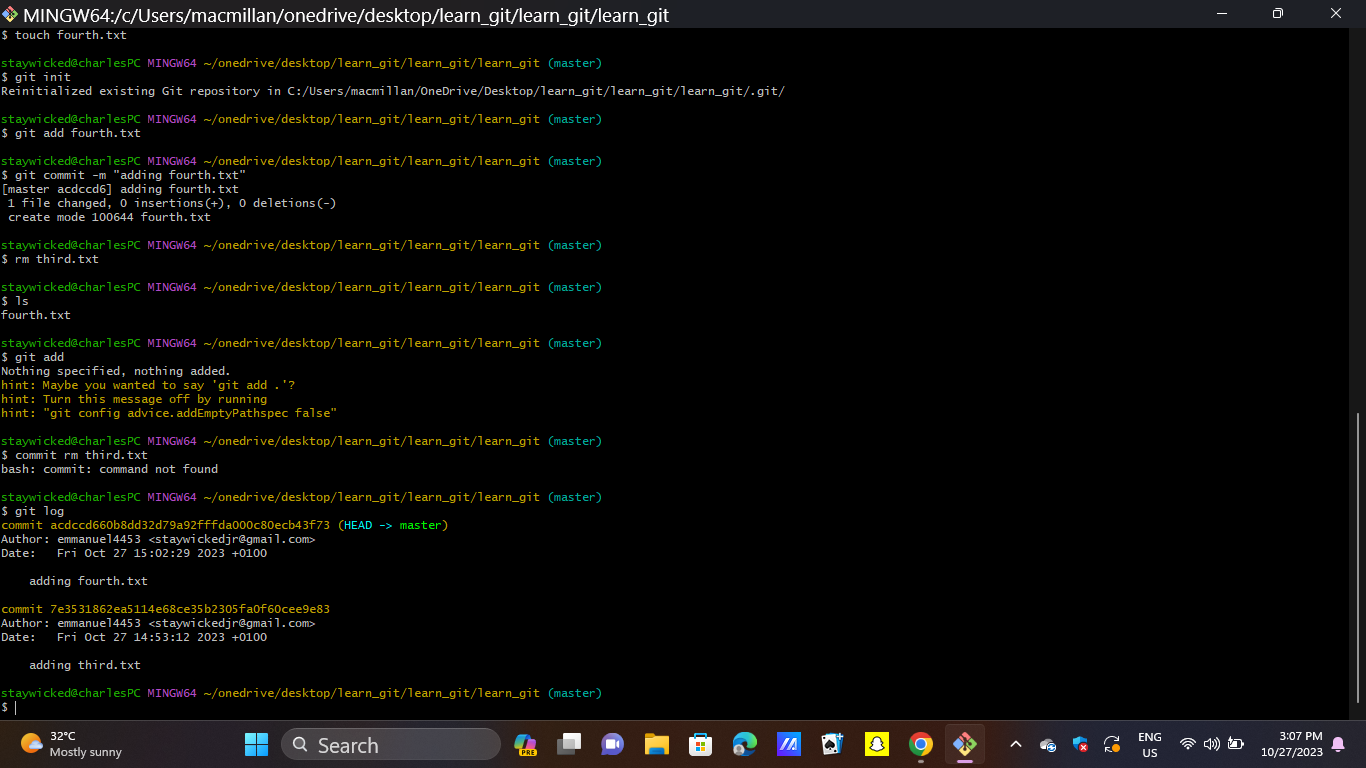 MINGW64:/c/Users/macmillan/onedrive/desktop/learn_git/learn_git/learn_git
$ touch fourth.txt
staywicked@charlesPC MINGW64 ~/onedrive/desktop/learn_git/learn_git/learn_git (master)
$ git init
Reinitialized existing Git repository in C:/Users/macmillan/OneDrive/Desktop/learn_git/learn_git/learn_git/.git/
staywicked@charlesPC MINGW64 ~/onedrive/desktop/learn_git/learn_git/learn_git (master)
$ git add fourth.txt
staywicked@charlesPC MINGW64 ~/onedrive/desktop/learn_git/learn_git/learn_git (master)
$ git commit -m "adding fourth.txt"
[master acdccd6] adding fourth.txt
1 file changed, 0 insertions(+), 0 deletions(-)
create mode 100644 fourth.txt
staywicked@charlesPC MINGW64 ~/onedrive/desktop/learn_git/learn_git/learn_git (master)
$ rm third.txt
staywicked@charlesPC MINGW64 ~/onedrive/desktop/learn_git/learn_git/learn_git (master)
$ ls
fourth.txt
staywicked@charlesPC MINGW64 ~/onedrive/desktop/learn_git/learn_git/learn_git (master)
$ git add
Nothing specified, nothing added.
hint: Maybe you wanted to say 'git add .'?
hint: Turn this message off by running
hint: "git config advice.addEmptyPathspec false"
staywicked@charlesPC MINGW64 ~/onedrive/desktop/learn_git/learn_git/learn_git (master)
$ commit rm third.txt
bash: commit: command not found
staywicked@charlesPC MINGW64 ~/onedrive/desktop/learn_git/learn_git/learn_git (master)
$ git log
commit acdccd660b8dd32d79a92fffda000c80ecb43f73 (HEAD -> master)
Author: emmanuel4453 <staywickedjr@gmail.com>
Date:   Fri Oct 27 15:02:29 2023 +0100
adding fourth.txt
commit 7e3531862ea5114e68ce35b2305fa0f60cee9e83
Author: emmanuel4453 <staywickedjr@gmail.com>
Date:   Fri Oct 27 14:53:12 2023 +0100
adding third.txt
staywicked@charlesPC MINGW64 ~/onedrive/desktop/learn_git/learn_git/learn_git (master)
$
32°C
Mostly sunny
Search
PRE
ENG
US
3:07 PM
10/27/2023